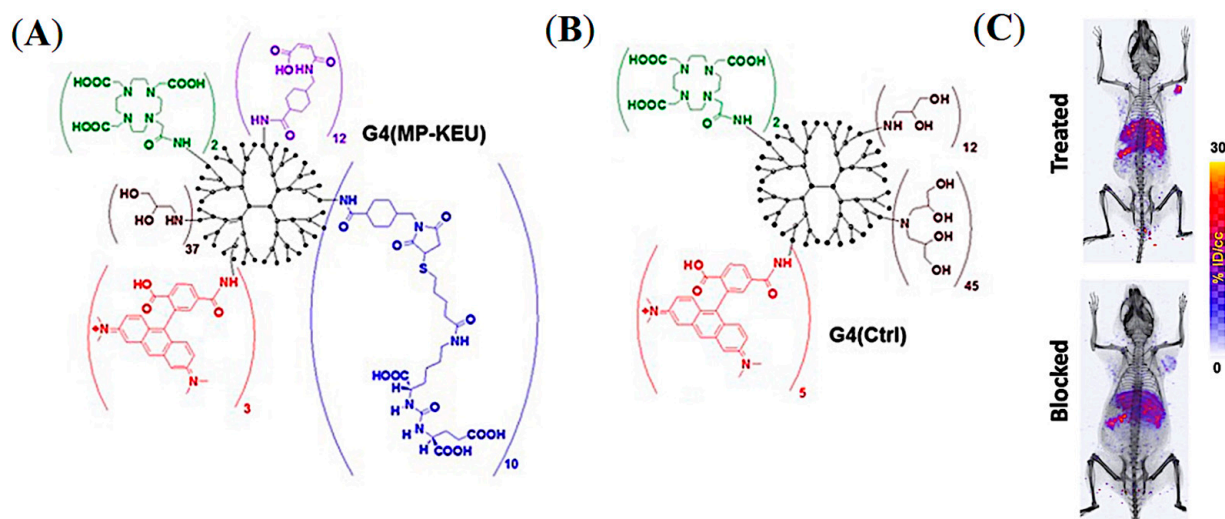 (A)
HOOC
COOH
N
N
N
N
HOOC
O
NH
2
O
O
OHHN
NH
O
12
G4(MP-KEU)
HO
HO
HN
37
NH
O
N
O
O
S
O
NH
HO
O
NH
O
N
N
3
HOOC
H
N
H
O
N
H
H
COOH
COOH
10
(B)
HOOC
COOH
N
N
N
N
HOOC
O
NH
2
OH
HN
OH
12
OH
OH
N
OH
OH
45
NH
HO
O
O
N
N
5
G4(Ctrl)
(C)
Treated
Blocked
30
% ID/cc
0